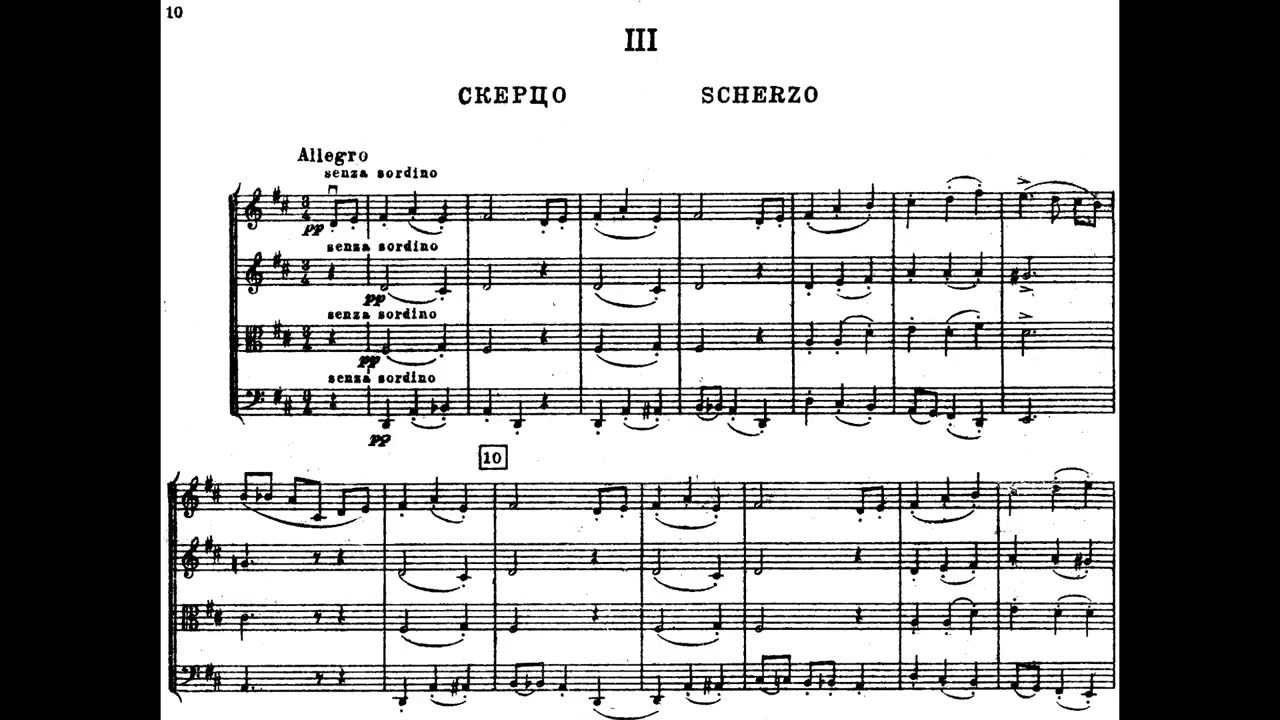 10
III
СКЕРЦО SCHERZO
Allegro
senza sordino
pp
senza sordino
pp
senza sordino
pp
senza sordino
pp
10